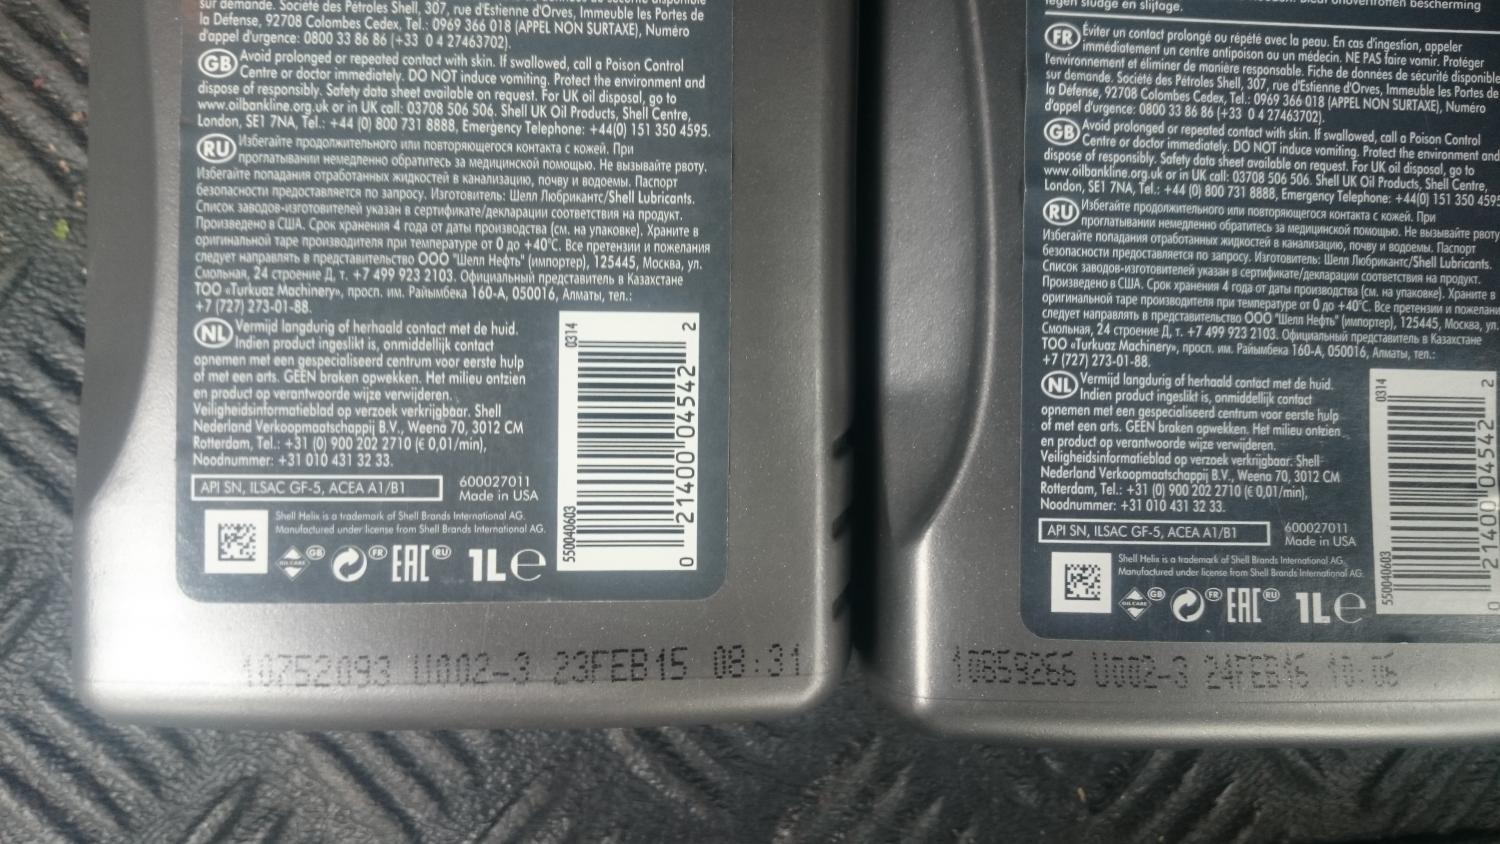 sur demande. Société des Pétroles Shell, 307, rue d'Estienne d'Orves, Immeuble les Portes de
la Défense, 92708 Colombes Cedex, Tel.: 0969 366 018 (APPEL NON SURTAXE), Numéro
d'appel d'urgence: 0800 33 86 86 (+33 0 4 27463702).
GB Avoid prolonged or repeated contact with skin. If swallowed, call a Poison Control
Centre or doctor immediately. DO NOT induce vomiting. Protect the environment and
dispose of responsibly. Safety data sheet available on request. For UK oil disposal, go to
www.oilbankline.org.uk or in UK call: 03708 506 506. Shell UK Oil Products, Shell Centre,
London, SE1 7NA, Tel.: +44 (0) 800 731 8888, Emergency Telephone: +44(0) 151 350 4595.
RU Избегайте продолжительного или повторяющегося контакта с кожей. При
проглатывании немедленно обратитесь за медицинской помощью. Не вызывайте рвоту.
Избегайте попадания отработанных жидкостей в канализацию, почву и водоемы. Паспорт
безопасности предоставляется по запросу. Изготовитель: Шелл Любрикантс/Shell Lubricants.
Список заводов-изготовителей указан в сертификате/декларации соответствия на продукт.
Произведено в США. Срок хранения 4 года от даты производства (см. на упаковке). Храните в
оригинальной таре производителя при температуре от 0 до +40°C. Все претензии и пожелания
следует направлять в представительство ООО "Шелл Нефть" (импортер), 125445, Москва, ул.
Смольная, 24 строение Д, т. +7 499 923 2103. Официальный представитель в Казахстане
ТОО «Turkuaz Machinery», просп. им. Райымбека 160-А, 050016, Алматы, тел.:
+7 (727) 273-01-88.
NL Vermijd langdurig of herhaald contact met de huid.
Indien product ingeslikt is, onmiddellijk contact
opnemen met een gespecialiseerd centrum voor eerste hulp
of met een arts. GEEN braken opwekken. Het milieu ontzien
en product op verantwoorde wijze verwijderen.
Veiligheidsinformatieblad op verzoek verkrijgbaar. Shell
Nederland Verkoopmaatschappij B.V., Weena 70, 3012 CM
Rotterdam, Tel.: +31 (0) 900 202 2710 (€ 0,01/min),
Noodnummer: +31 010 431 32 33.
API SN, ILSAC GF-5, ACEA A1/B1
600027011
Made in USA
Shell Helix is a trademark of Shell Brands International AG.
Manufactured under license from Shell Brands International AG.
OILCARE GB FR EAC RU 1L e
0314
550040603
0 21400 04542 2
10752093 U002-3 23FEB15 08:31
tegen sludge en slijtage.
bescherming
FR Éviter un contact prolongé ou répété avec la peau. En cas d'ingestion, appeler
immédiatement un centre antipoison ou un médecin. NE PAS faire vomir. Protéger
l'environnement et éliminer de manière responsable. Fiche de données de sécurité disponible
sur demande. Société des Pétroles Shell, 307, rue d'Estienne d'Orves, Immeuble les Portes de
la Défense, 92708 Colombes Cedex, Tel.: 0969 366 018 (APPEL NON SURTAXE), Numéro
d'appel d'urgence: 0800 33 86 86 (+33 0 4 27463702).
GB Avoid prolonged or repeated contact with skin. If swallowed, call a Poison Control
Centre or doctor immediately. DO NOT induce vomiting. Protect the environment and
dispose of responsibly. Safety data sheet available on request. For UK oil disposal, go to
www.oilbankline.org.uk or in UK call: 03708 506 506. Shell UK Oil Products, Shell Centre,
London, SE1 7NA, Tel.: +44 (0) 800 731 8888, Emergency Telephone: +44(0) 151 350 4595
RU Избегайте продолжительного или повторяющегося контакта с кожей. При
проглатывании немедленно обратитесь за медицинской помощью. Не вызывайте рвоту
Избегайте попадания отработанных жидкостей в канализацию, почву и водоемы. Паспорт
безопасности предоставляется по запросу. Изготовитель: Шелл Любрикантс/Shell Lubricants.
Список заводов-изготовителей указан в сертификате/декларации соответствия на продукт.
Произведено в США. Срок хранения 4 года от даты производства (см. на упаковке). Храните в
оригинальной таре производителя при температуре от 0 до +40°C. Все претензии и пожелани
следует направлять в представительство ООО "Шелл Нефть" (импортер), 125445, Москва, ул.
Смольная, 24 строение Д, т. +7 499 923 2103. Официальный представитель в Казахстане
ТОО «Turkuaz Machinery», просп. им. Райымбека 160-А, 050016, Алматы, тел.:
+7 (727) 273-01-88.
NL Vermijd langdurig of herhaald contact met de huid.
Indien product ingeslikt is, onmiddellijk contact
opnemen met een gespecialiseerd centrum voor eerste hulp
of met een arts. GEEN braken opwekken. Het milieu ontzien
en product op verantwoorde wijze verwijderen.
Veiligheidsinformatieblad op verzoek verkrijgbaar. Shell
Nederland Verkoopmaatschappij B.V., Weena 70, 3012 CM
Rotterdam, Tel.: +31 (0) 900 202 2710 (€ 0,01/min),
Noodnummer: +31 010 431 32 33.
API SN, ILSAC GF-5, ACEA A1/B1
600027011
Made in USA
Shell Helix is a trademark of Shell Brands International AG.
Manufactured under license from Shell Brands International AG.
OILCARE GB FR EAC RU 1L e
0314
550040603
0 21400 04542 2
10859266 U002-3 24FEB16 10:06